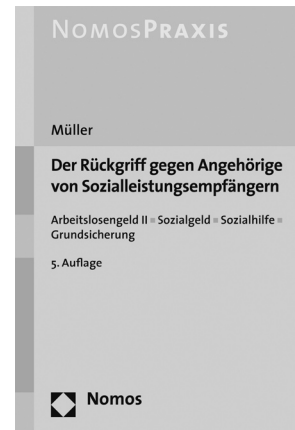 NOMOSPRAXIS
Müller
Der Rückgriff gegen Angehörige
von Sozialleistungsempfängern
Arbeitslosengeld II ▪ Sozialgeld ▪ Sozialhilfe ▪
Grundsicherung
5. Auflage
Nomos